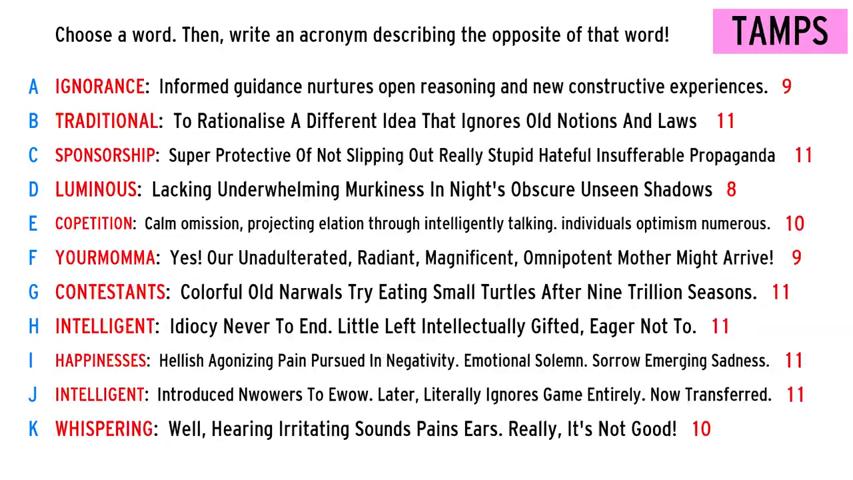 Choose a word. Then, write an acronym describing the opposite of that word!
TAMPS
A IGNORANCE: Informed guidance nurtures open reasoning and new constructive experiences. 9
B TRADITIONAL: To Rationalise A Different Idea That Ignores Old Notions And Laws 11
C SPONSORSHIP: Super Protective Of Not Slipping Out Really Stupid Hateful Insufferable Propaganda 11
D LUMINOUS: Lacking Underwhelming Murkiness In Night's Obscure Unseen Shadows 8
E COPETITION: Calm omission, projecting elation through intelligently talking. individuals optimism numerous. 10
F YOURMOMMA: Yes! Our Unadulterated, Radiant, Magnificent, Omnipotent Mother Might Arrive! 9
G CONTESTANTS: Colorful Old Narwals Try Eating Small Turtles After Nine Trillion Seasons. 11
H INTELLIGENT: Idiocy Never To End. Little Left Intellectually Gifted, Eager Not To. 11
I HAPPINESSES: Hellish Agonizing Pain Pursued In Negativity. Emotional Solemn. Sorrow Emerging Sadness. 11
J INTELLIGENT: Introduced Nwowers To Ewow. Later, Literally Ignores Game Entirely. Now Transferred. 11
K WHISPERING: Well, Hearing Irritating Sounds Pains Ears. Really, It's Not Good! 10